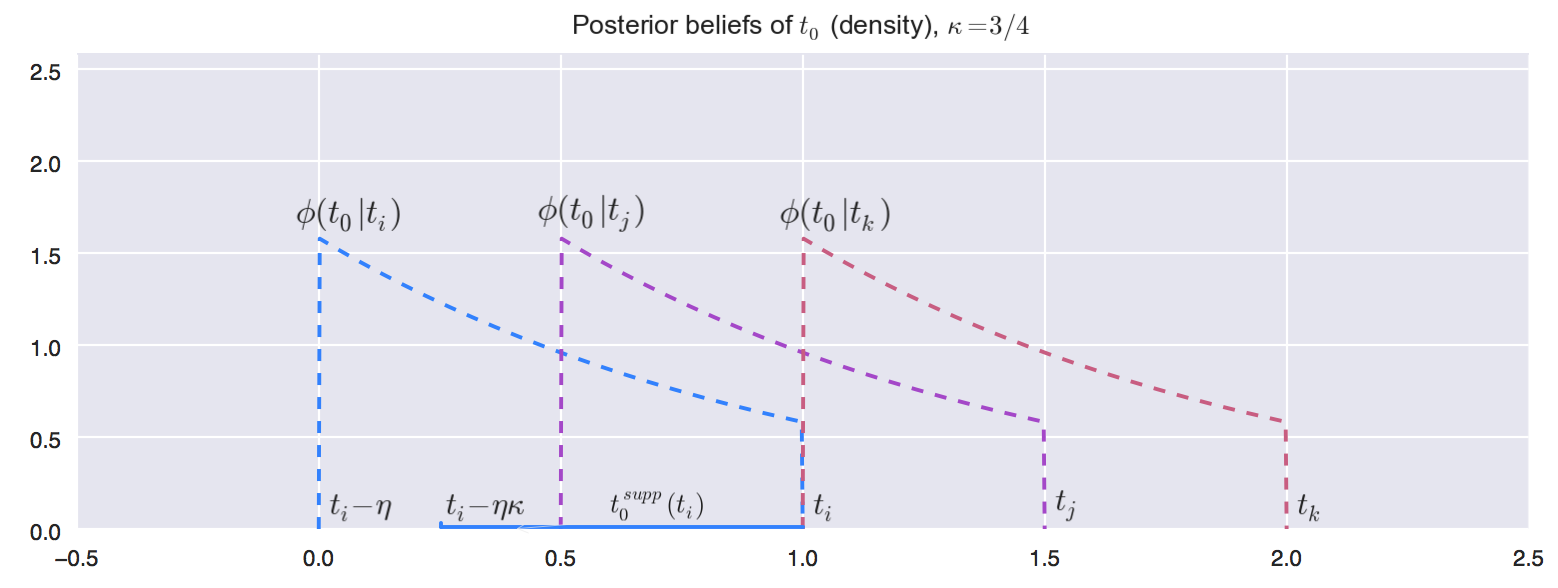 Posterior beliefs of t₀ (density), κ=3/4
2.5
2.0
ϕ(t₀|tᵢ) ϕ(t₀|tⱼ) ϕ(t₀|tₖ)
1.5
1.0
0.5
tᵢ−η tᵢ−ηκ t₀^{supp}(tᵢ) tᵢ tⱼ tₖ
0.0
−0.5 0.0 0.5 1.0 1.5 2.0 2.5